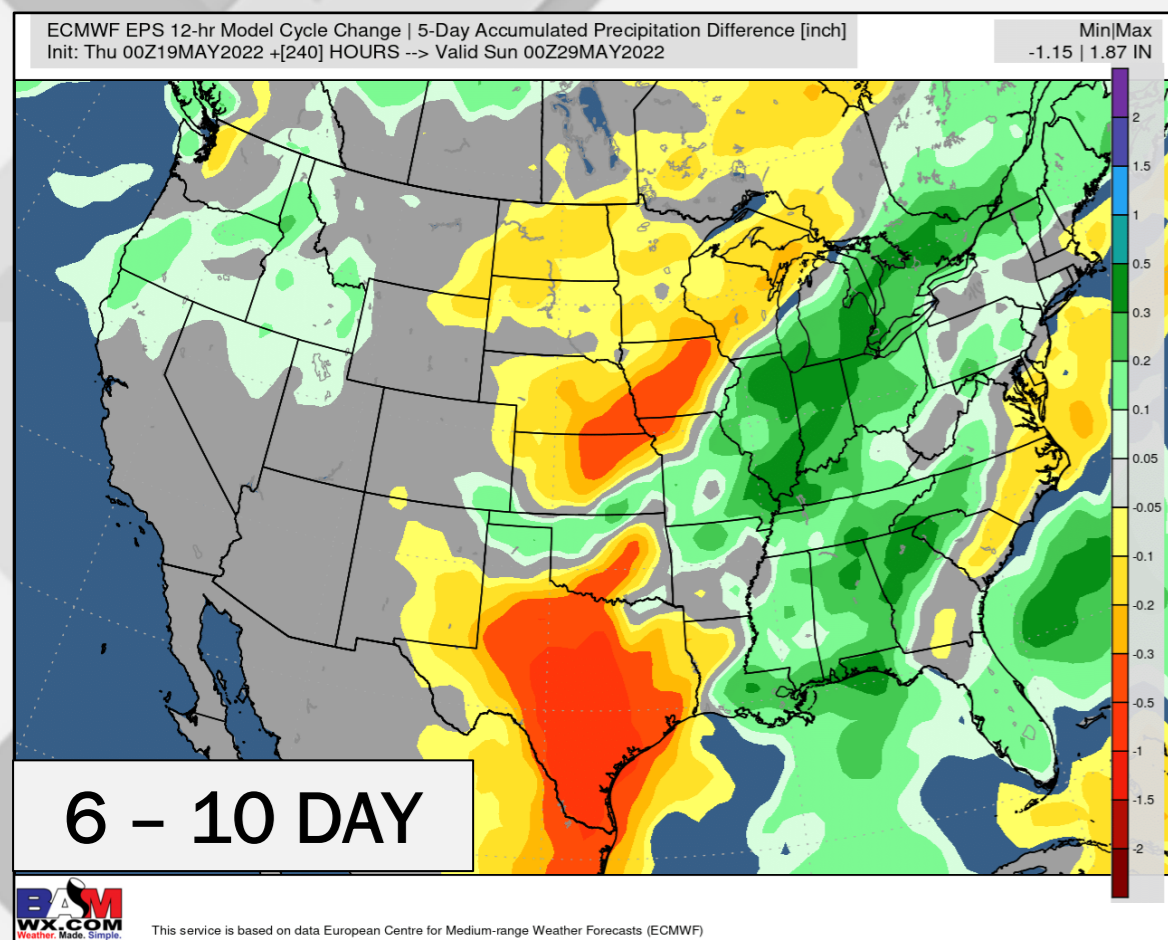 ECMWF EPS 12-hr Model Cycle Change | 5-Day Accumulated Precipitation Difference [inch]
Init: Thu 00Z19MAY2022 +[240] HOURS --> Valid Sun 00Z29MAY2022
Min|Max
-1.15 | 1.87 IN
2
1.5
1
0.5
0.3
0.2
0.1
0.05
-0.05
-0.1
-0.2
-0.3
-0.5
-1
-1.5
-2
6 – 10 DAY
BAM
WX.COM
Weather. Made. Simple.
This service is based on data European Centre for Medium-range Weather Forecasts (ECMWF)